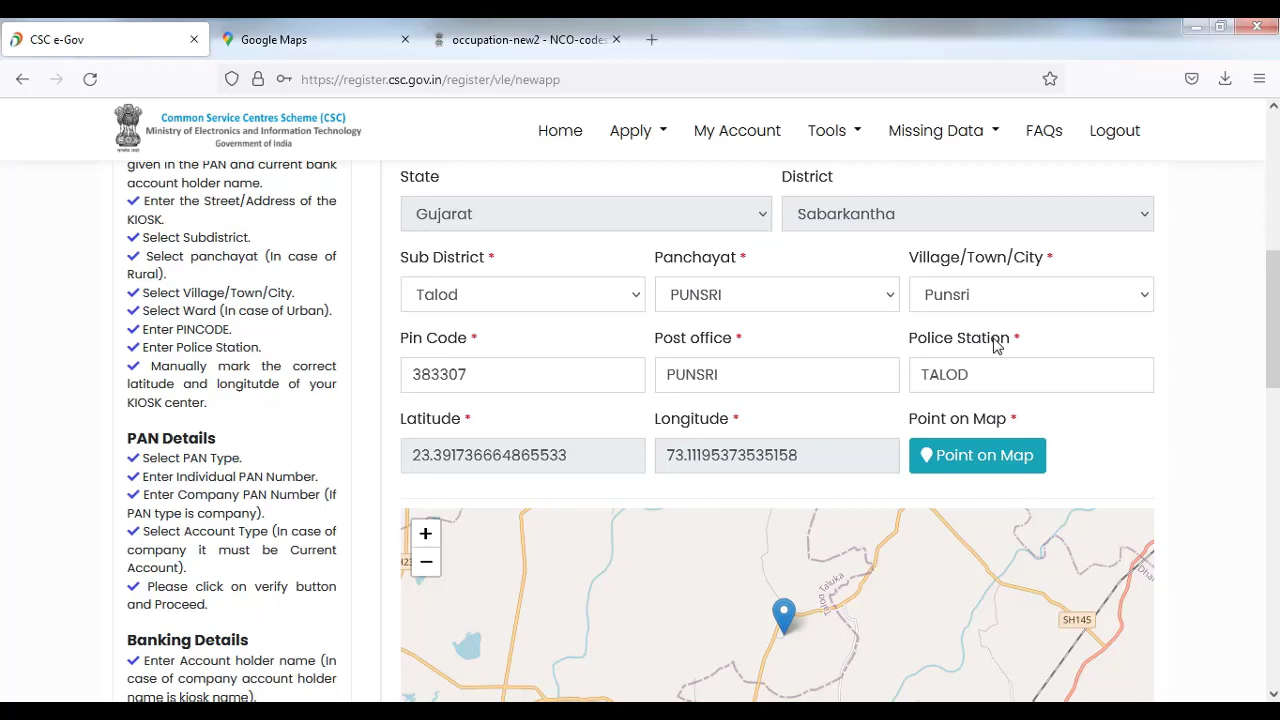 CSC e-Gov
Google Maps
occupation-new2 - NCO-codes
https://register.csc.gov.in/register/vle/newapp
Common Service Centres Scheme (CSC)
Ministry of Electronics and Information Technology
Government of India
Home
Apply
My Account
Tools
Missing Data
FAQs
Logout
given in the PAN and current bank
account holder name.
Enter the Street/Address of the
KIOSK.
Select Subdistrict.
Select panchayat (In case of
Rural).
Select Village/Town/City.
Select Ward (In case of Urban).
Enter PINCODE.
Enter Police Station.
Manually mark the correct
latitude and longitutde of your
KIOSK center.
PAN Details
Select PAN Type.
Enter Individual PAN Number.
Enter Company PAN Number (If
PAN type is company).
Select Account Type (In case of
company it must be Current
Account).
Please click on verify button
and Proceed.
Banking Details
Enter Account holder name (In
case of company account holder
name is kiosk name).
State
District
Gujarat
Sabarkantha
Sub District *
Panchayat *
Village/Town/City *
Talod
PUNSRI
Punsri
Pin Code *
Post office *
Police Station *
383307
PUNSRI
TALOD
Latitude *
Longitude *
Point on Map *
23.391736664865533
73.11195373535158
Point on Map
+
−
Taluka
SH145